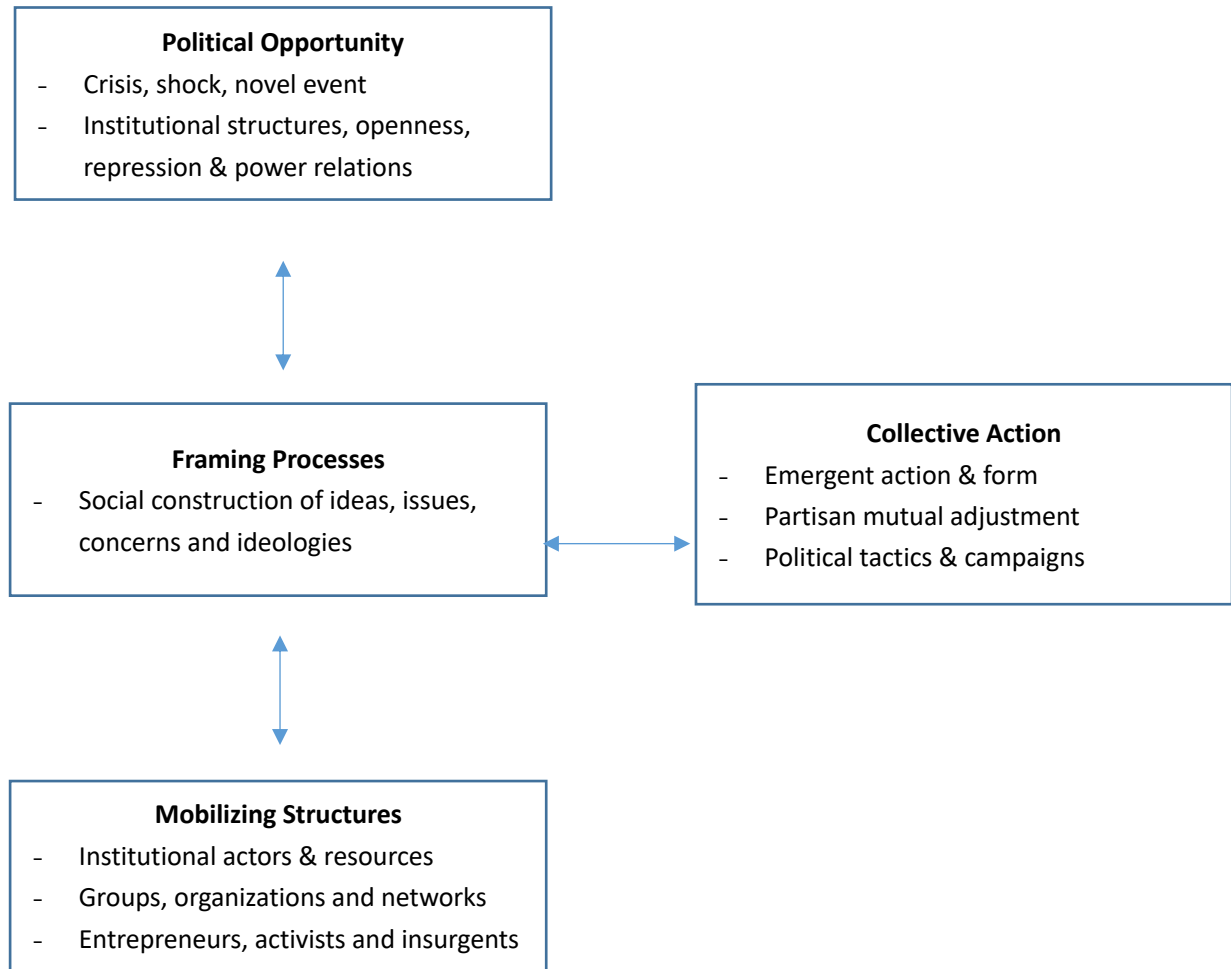 Political Opportunity
- Crisis, shock, novel event
- Institutional structures, openness,
repression & power relations
Framing Processes
- Social construction of ideas, issues,
concerns and ideologies
Collective Action
- Emergent action & form
- Partisan mutual adjustment
- Political tactics & campaigns
Mobilizing Structures
- Institutional actors & resources
- Groups, organizations and networks
- Entrepreneurs, activists and insurgents